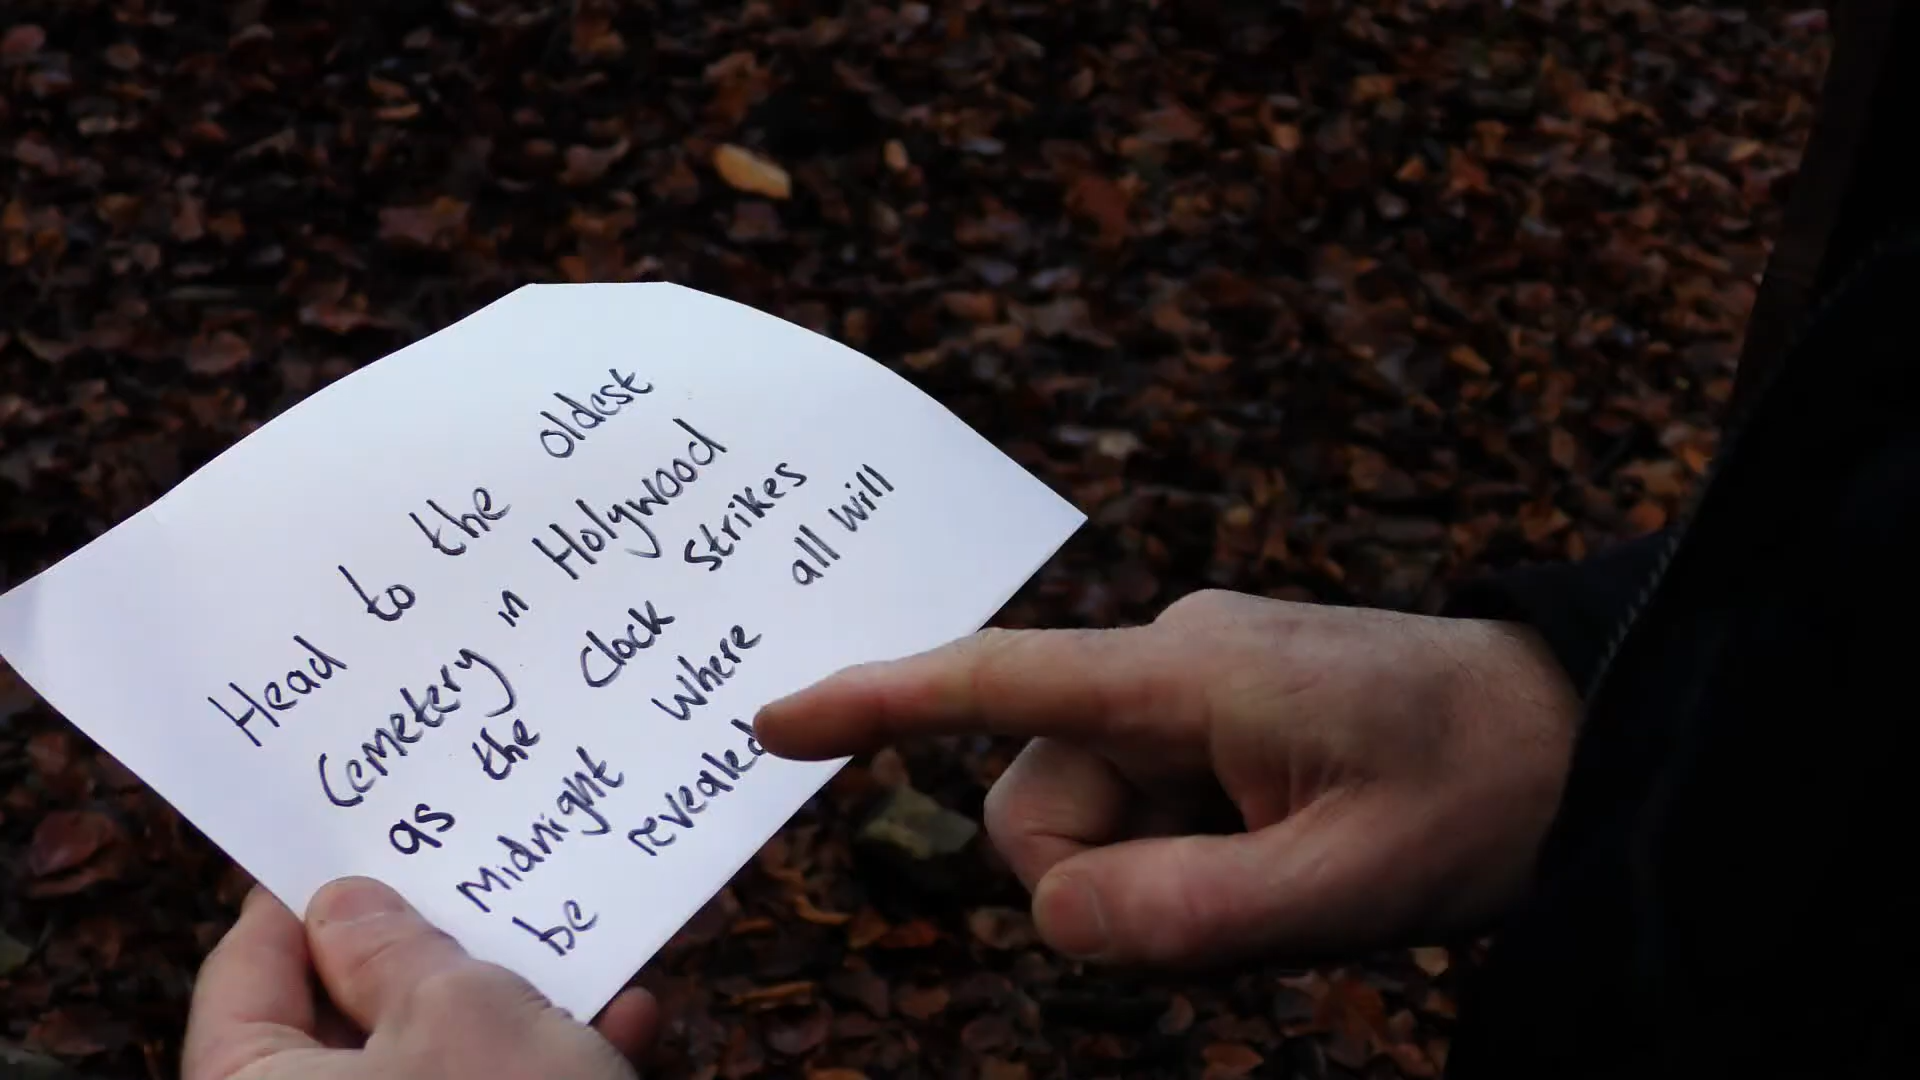 Head to the oldest
Cemetery in Holywood
as the Clock strikes
Midnight Where all will
be revealed